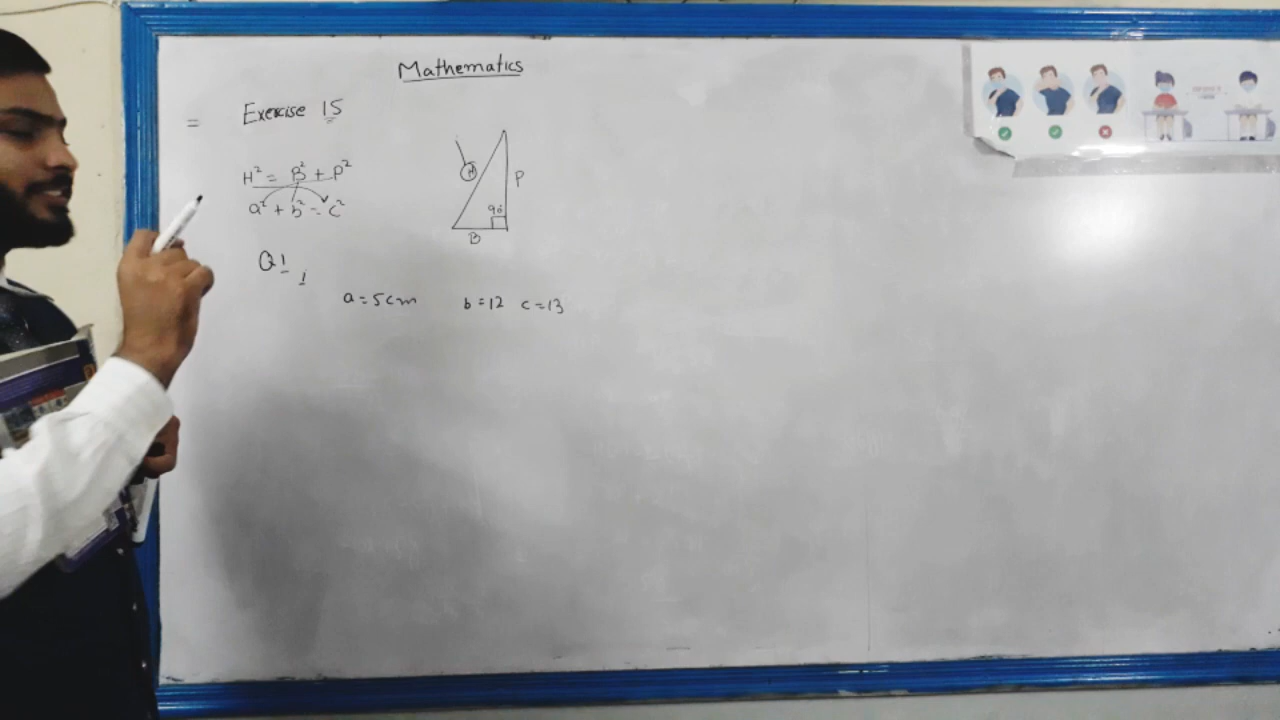 Mathematics
= Exercise 15
H² = B² + P²
a² + b² = c²
H
P
90°
B
Q1
i
a = 5cm b = 12 c = 13